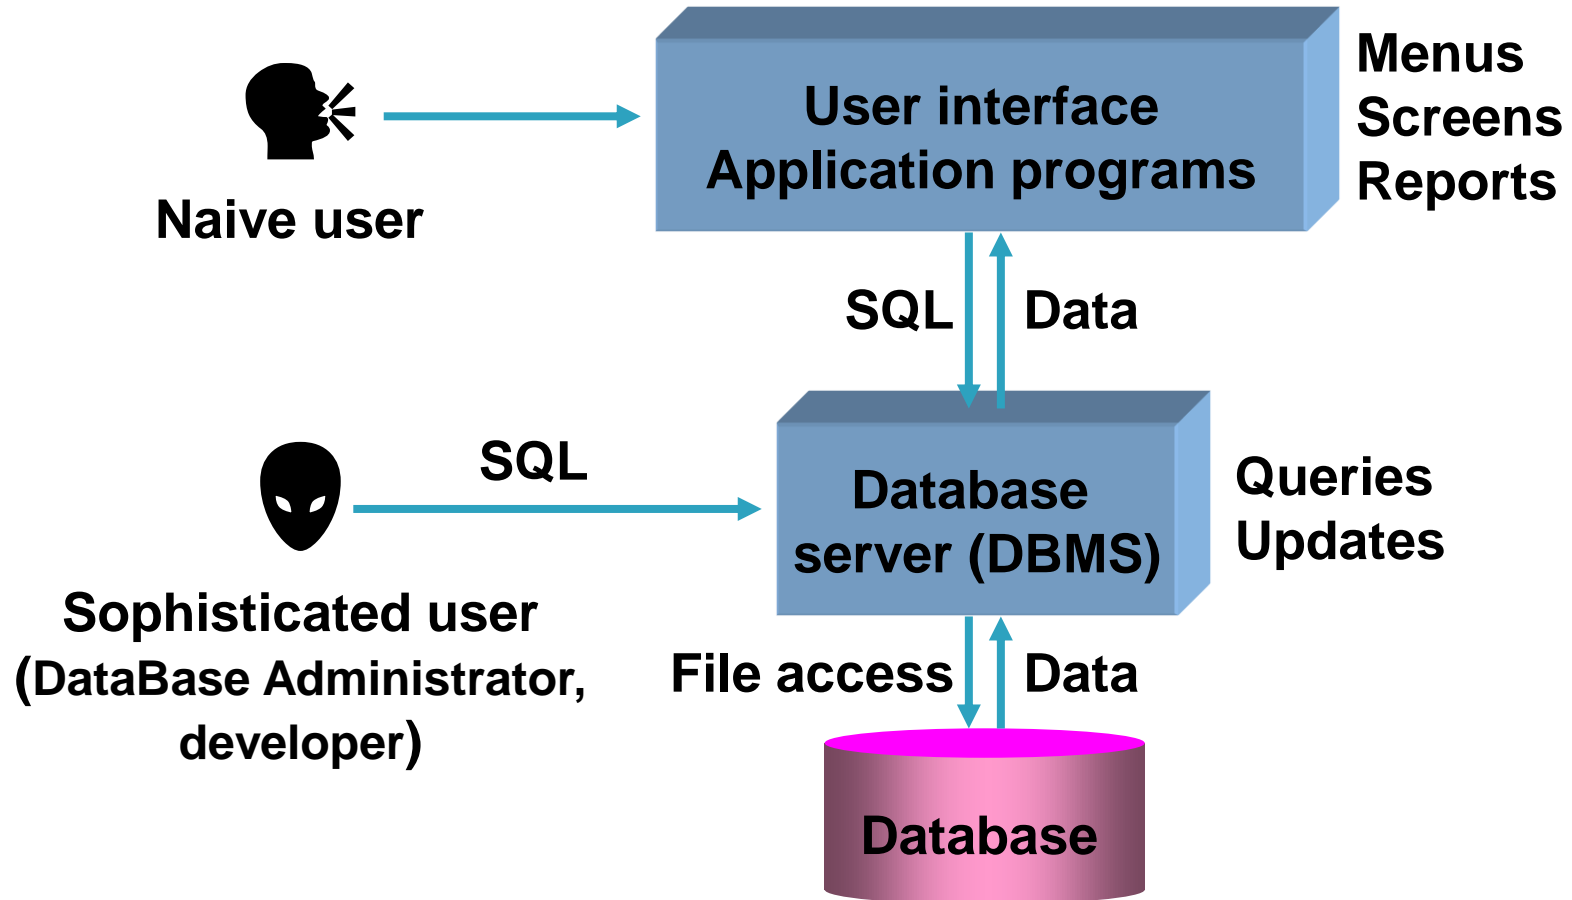 User interface
Application programs
Menus
Screens
Reports
Naive user
SQL
Data
SQL
Database
server (DBMS)
Queries
Updates
Sophisticated user
(DataBase Administrator,
developer)
File access
Data
Database